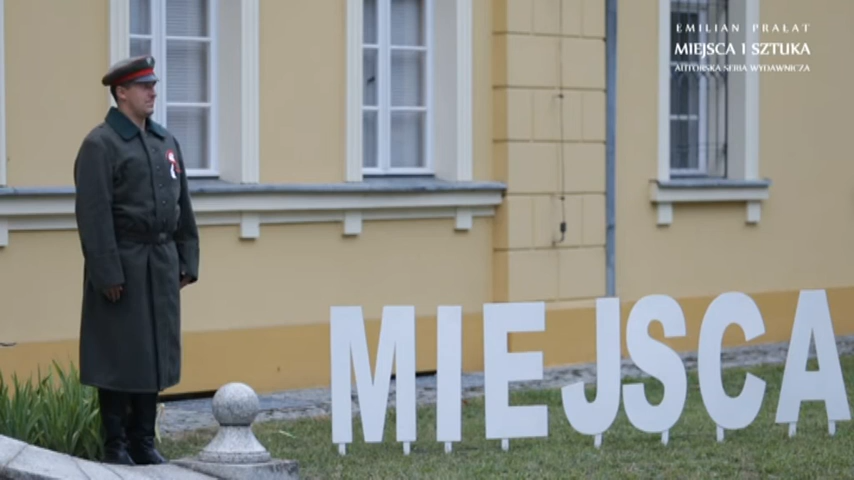 EMILIAN PRAŁAT
MIEJSCA I SZTUKA
AUTORSKA SERIA WYDAWNICZA
MIEJSCA